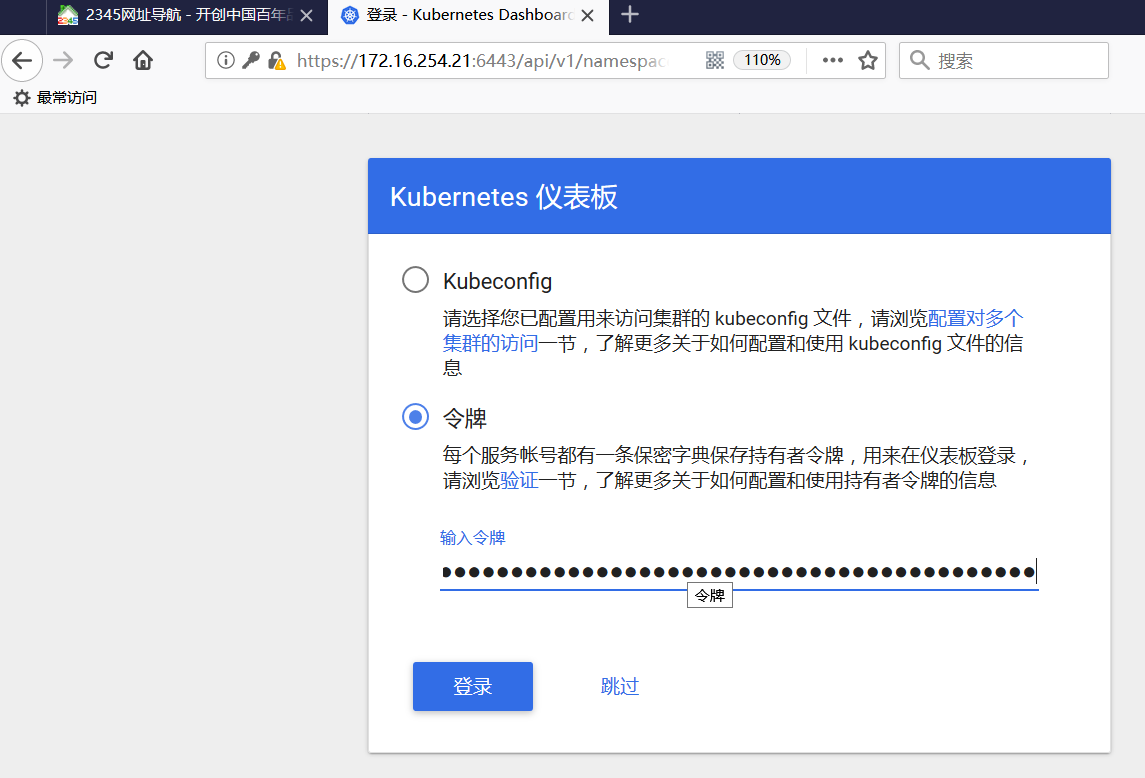 2345网址导航 - 开创中国百年
登录 - Kubernetes Dashboard
https://172.16.254.21:6443/api/v1/namespac
110%
搜索
最常访问
Kubernetes 仪表板
Kubeconfig
请选择您已配置用来访问集群的 kubeconfig 文件，请浏览配置对多个
集群的访问一节，了解更多关于如何配置和使用 kubeconfig 文件的信
息
令牌
每个服务帐号都有一条保密字典保存持有者令牌，用来在仪表板登录，
请浏览验证一节，了解更多关于如何配置和使用持有者令牌的信息
输入令牌
令牌
登录
跳过